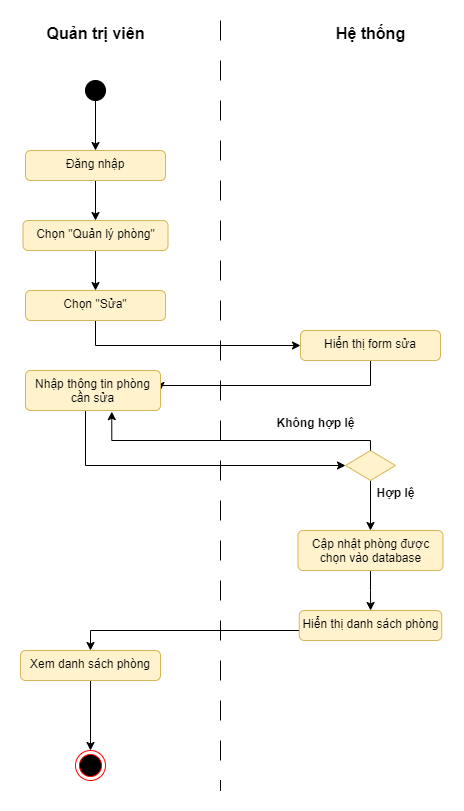 Quản trị viên
Hệ thống
Đăng nhập
Chọn "Quản lý phòng"
Chọn "Sửa"
Hiển thị form sửa
Nhập thông tin phòng
cần sửa
Không hợp lệ
Hợp lệ
Cập nhật phòng được
chọn vào database
Hiển thị danh sách phòng
Xem danh sách phòng